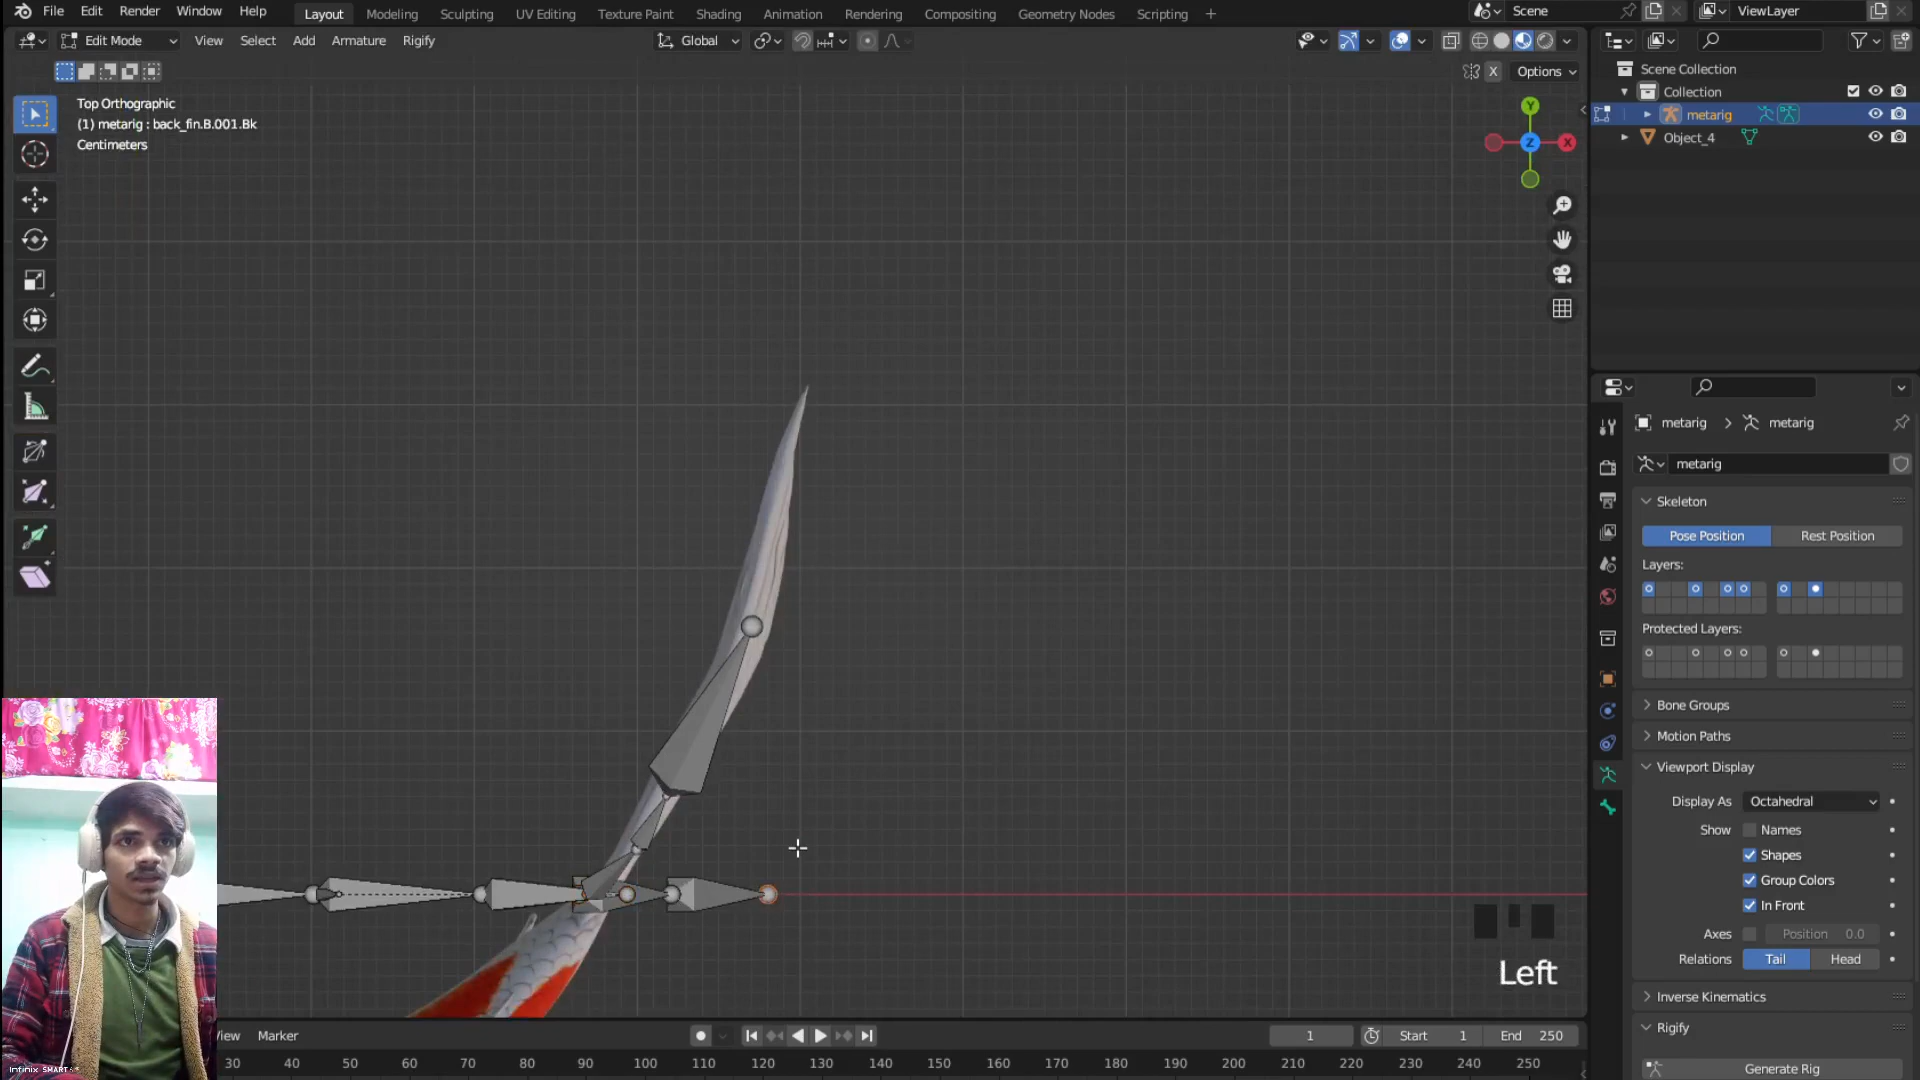 File Edit Render Window Help Layout Modeling Sculpting UV Editing Texture Paint Shading Animation Rendering Compositing Geometry Nodes Scripting + Scene ViewLayer
Edit Mode View Select Add Armature Rigify Global
X Options
Top Orthographic
(1) metarig : back_fin.B.001.Bk
Centimeters
Y
Z
X
Scene Collection
Collection
metarig
Object_4
metarig > metarig
metarig
Skeleton
Pose Position Rest Position
Layers:
Protected Layers:
Bone Groups
Motion Paths
Viewport Display
Display As Octahedral
Show Names
Shapes
Group Colors
In Front
Axes Position 0.0
Relations Tail Head
Inverse Kinematics
Rigify
Generate Rig
Left
View Marker 1 Start 1 End 250
30 40 50 60 70 80 90 100 110 120 130 140 150 160 170 180 190 200 210 220 230 240 250
Infinix SMART